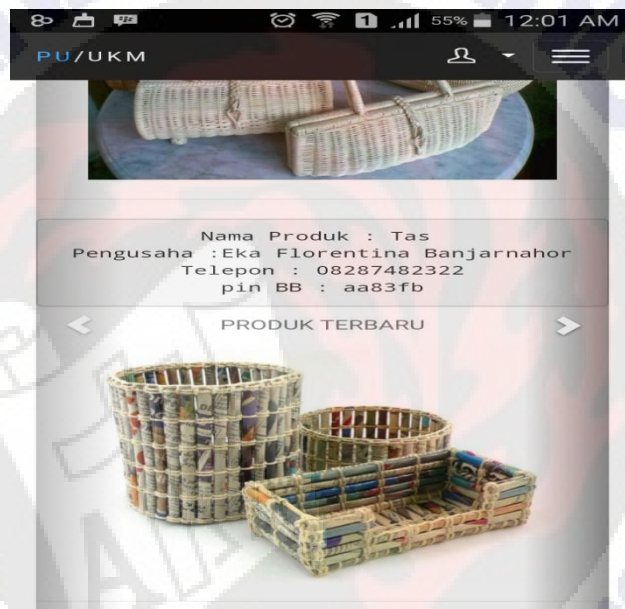 55% 12:01 AM
PU/UKM
Nama Produk : Tas
Pengusaha :Eka Florentina Banjarnahor
Telepon : 08287482322
pin BB : aa83fb
PRODUK TERBARU